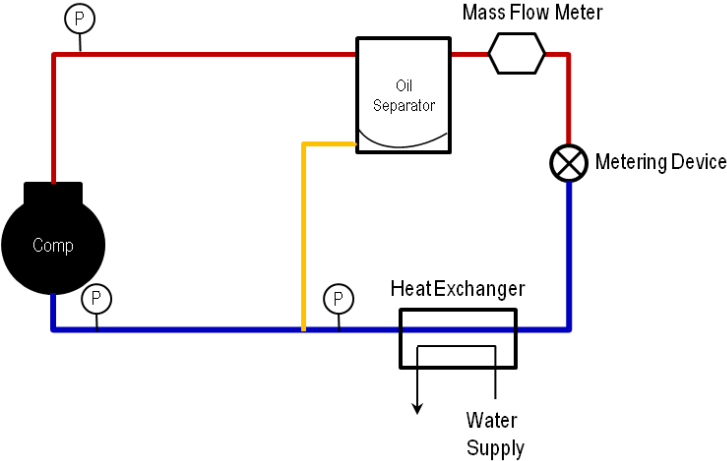 Mass Flow Meter
P
Oil
Separator
Metering Device
Comp
P
P
Heat Exchanger
Water
Supply